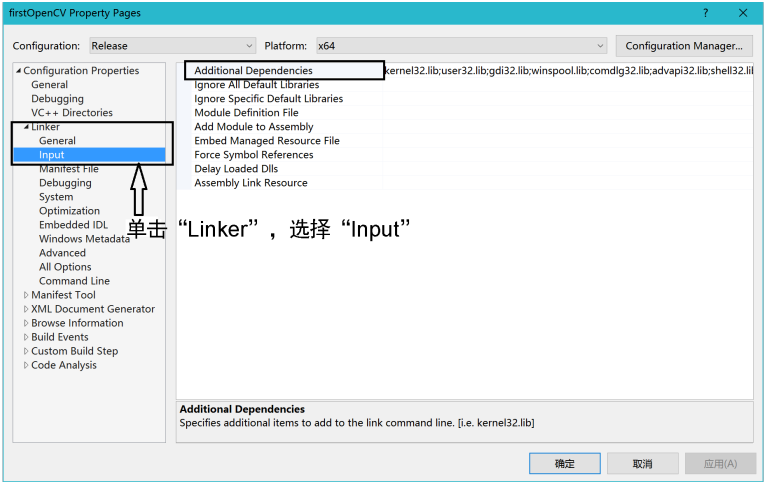 firstOpenCV Property Pages
?
Configuration: Release Platform: x64 Configuration Manager...
Configuration Properties
General
Debugging
VC++ Directories
Linker
General
Input
Manifest File
Debugging
System
Optimization
Embedded IDL
Windows Metadata
Advanced
All Options
Command Line
Manifest Tool
XML Document Generator
Browse Information
Build Events
Custom Build Step
Code Analysis
Additional Dependencies kernel32.lib;user32.lib;gdi32.lib;winspool.lib;comdlg32.lib;advapi32.lib;shell32.lil
Ignore All Default Libraries
Ignore Specific Default Libraries
Module Definition File
Add Module to Assembly
Embed Managed Resource File
Force Symbol References
Delay Loaded Dlls
Assembly Link Resource
单击“Linker”，选择“Input”
Additional Dependencies
Specifies additional items to add to the link command line. [i.e. kernel32.lib]
确定 取消 应用(A)